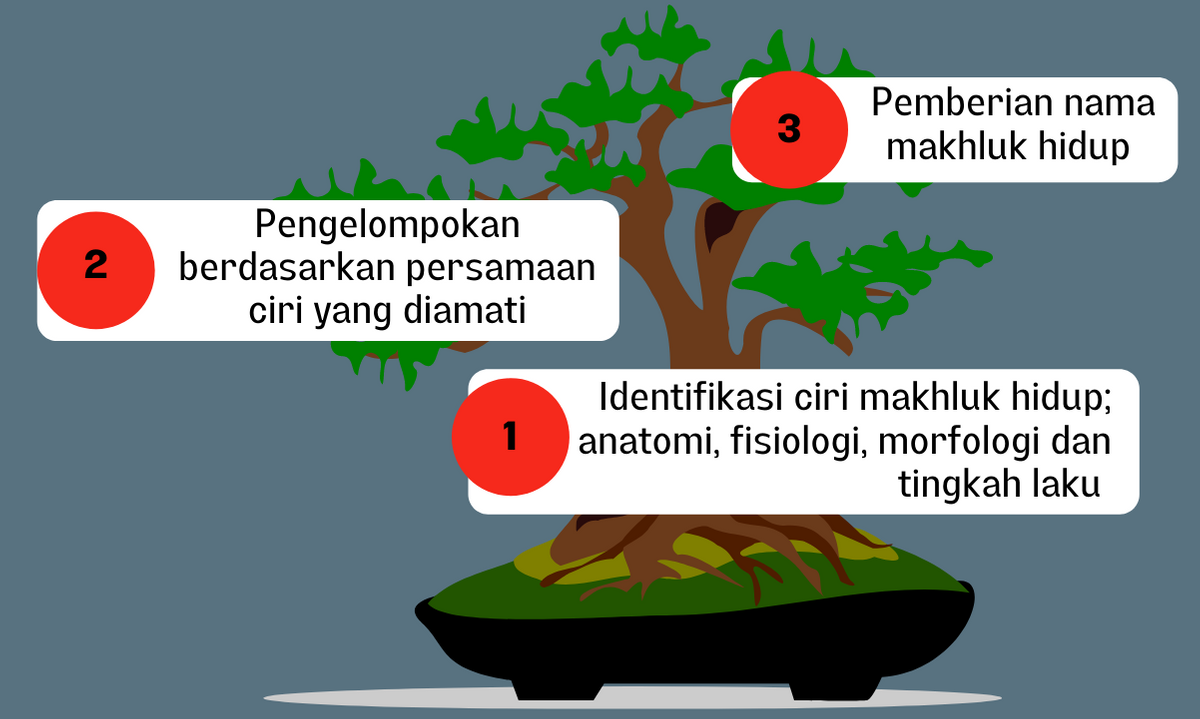 3
Pemberian nama
makhluk hidup
2
Pengelompokan
berdasarkan persamaan
ciri yang diamati
1
Identifikasi ciri makhluk hidup;
anatomi, fisiologi, morfologi dan
tingkah laku